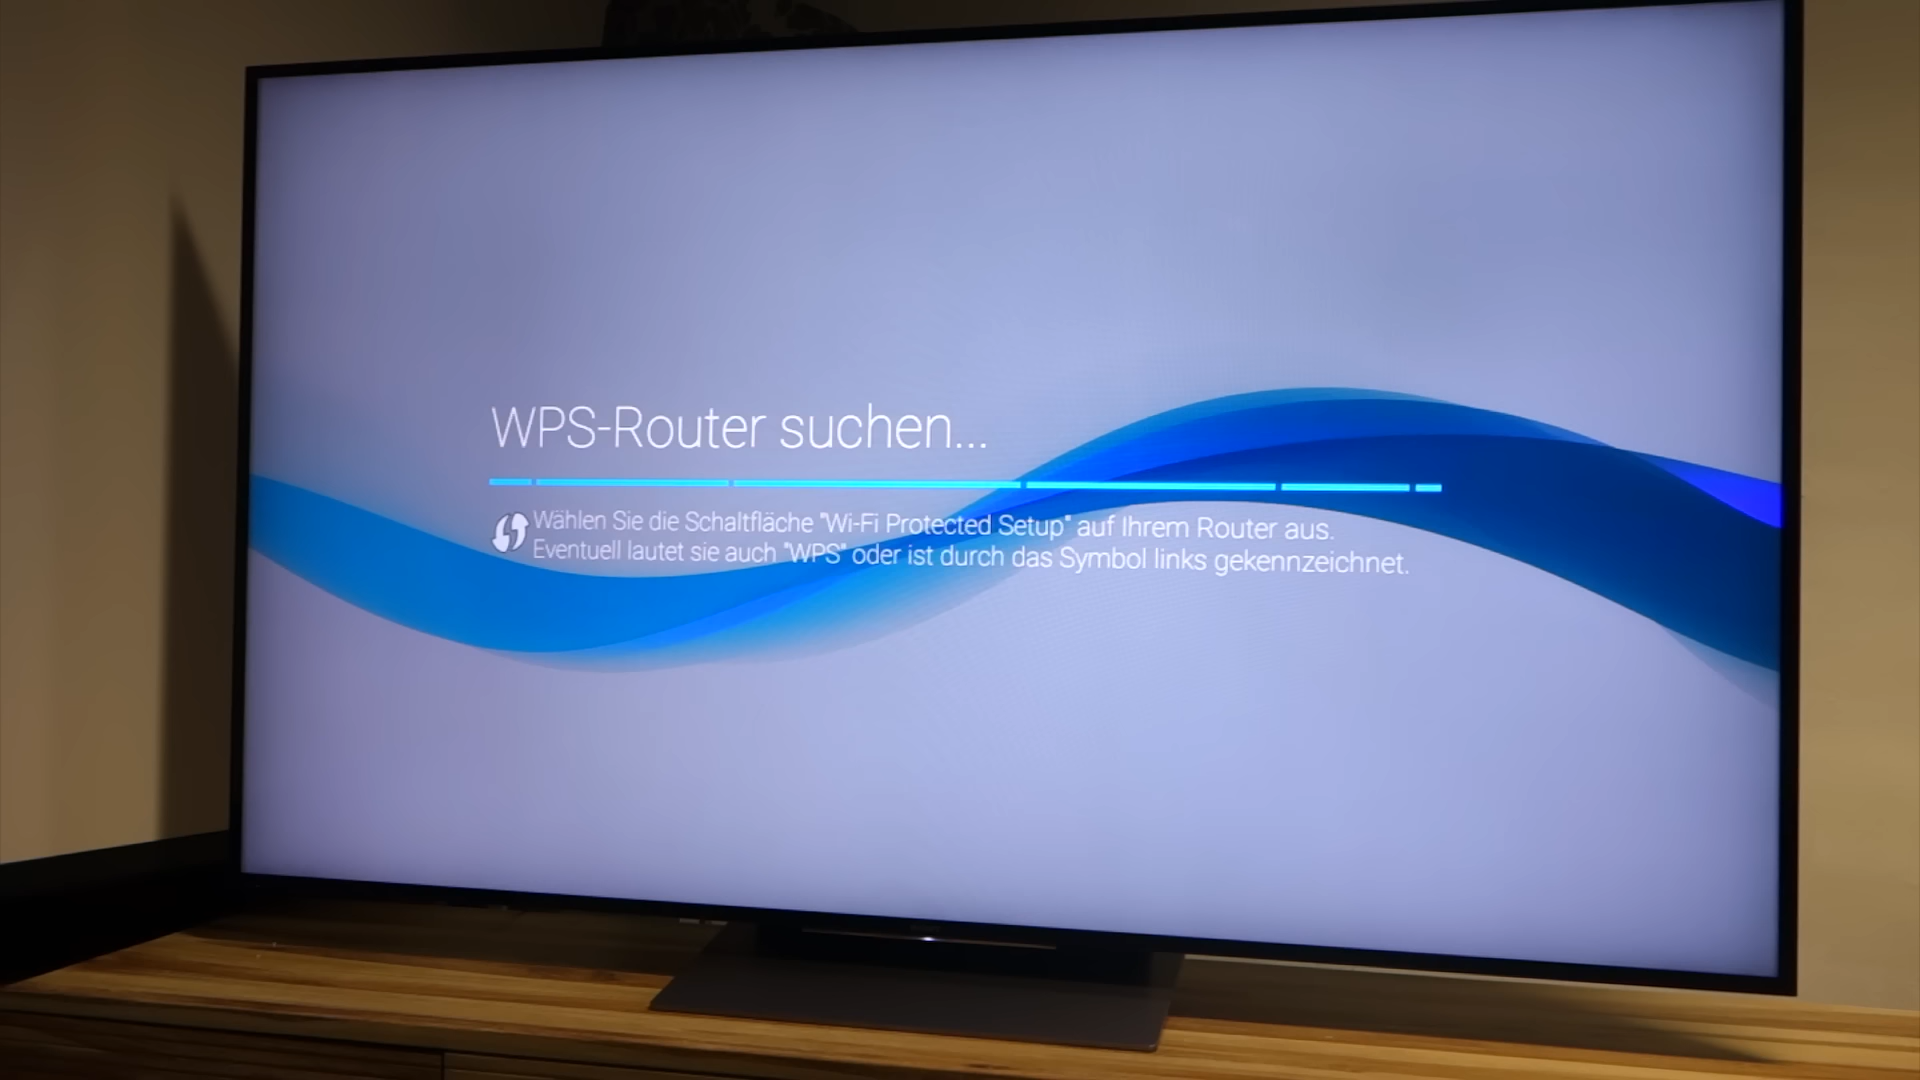 WPS-Router suchen...
Wählen Sie die Schaltfläche "Wi-Fi Protected Setup" auf Ihrem Router aus.
Eventuell lautet sie auch "WPS" oder ist durch das Symbol links gekennzeichnet.